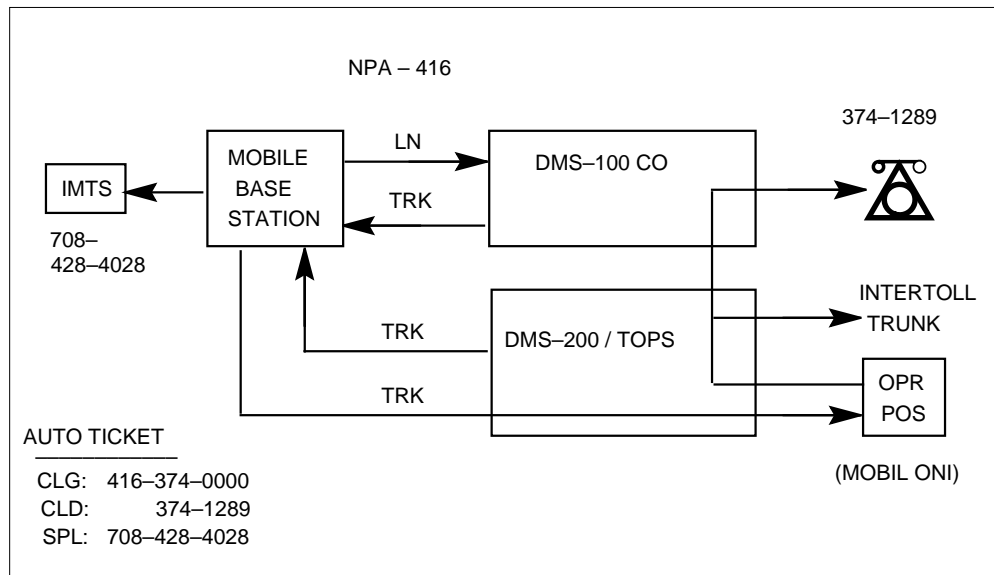 NPA – 416
374–1289
LN
MOBILE
BASE
STATION
DMS–100 CO
IMTS
TRK
708–
428–4028
INTERTOLL
TRUNK
TRK
DMS–200 / TOPS
TRK
OPR
POS
AUTO TICKET
(MOBIL ONI)
CLG: 416–374–0000
CLD: 374–1289
SPL: 708–428–4028